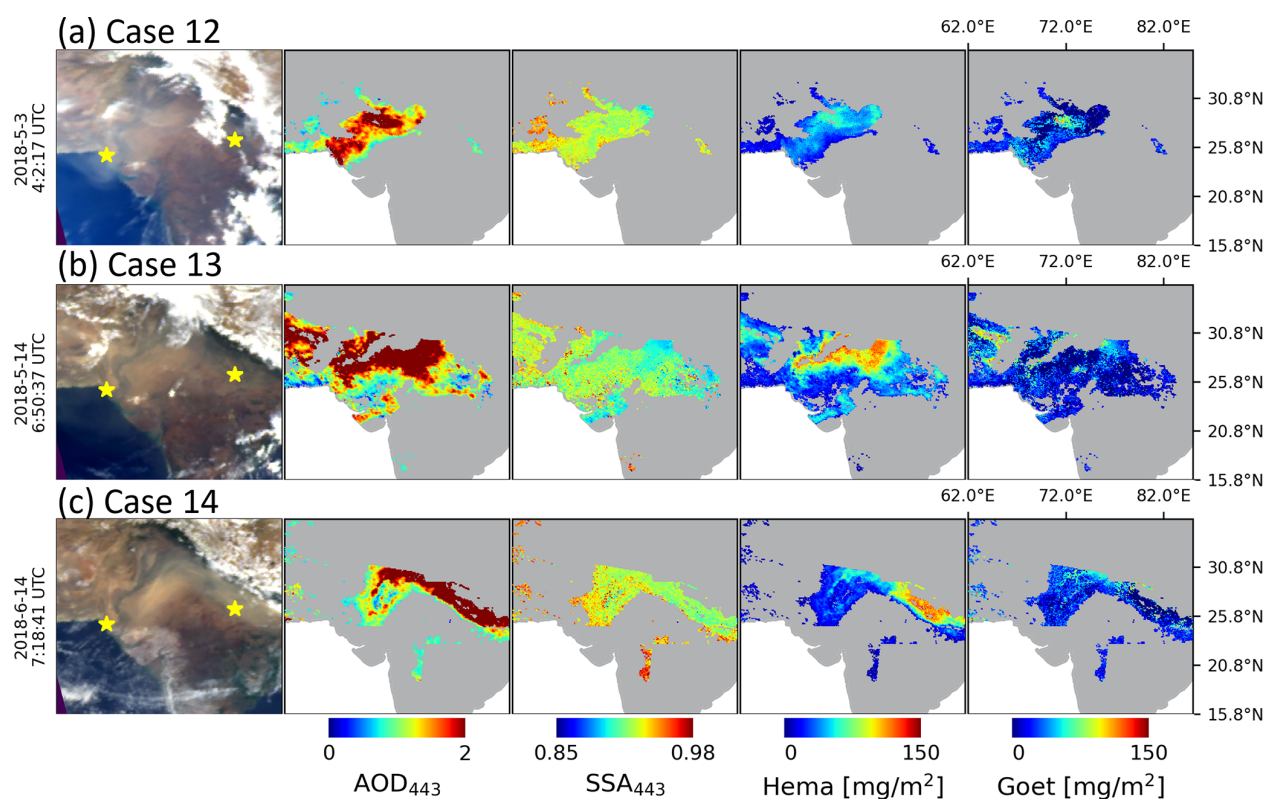 (a) Case 12
62.0°E 72.0°E 82.0°E
2018-5-3
4:2:17 UTC
30.8°N
25.8°N
20.8°N
15.8°N
(b) Case 13
62.0°E 72.0°E 82.0°E
2018-5-14
6:50:37 UTC
30.8°N
25.8°N
20.8°N
15.8°N
(c) Case 14
62.0°E 72.0°E 82.0°E
2018-6-14
7:18:41 UTC
30.8°N
25.8°N
20.8°N
15.8°N
0 2 0.85 0.98 0 150 0 150
AOD₄₄₃ SSA₄₄₃ Hema [mg/m²] Goet [mg/m²]